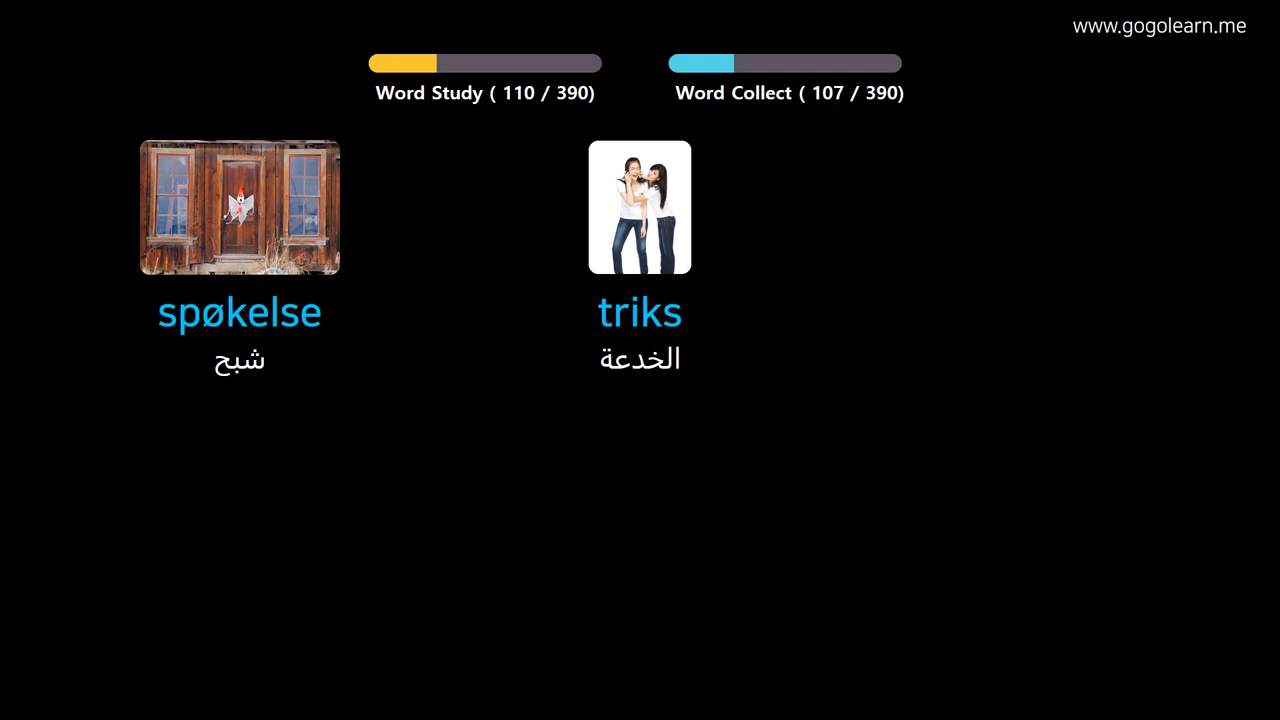 www.gogolearn.me
Word Study ( 110 / 390)
Word Collect ( 107 / 390)
spøkelse
شبح
triks
الخدعة